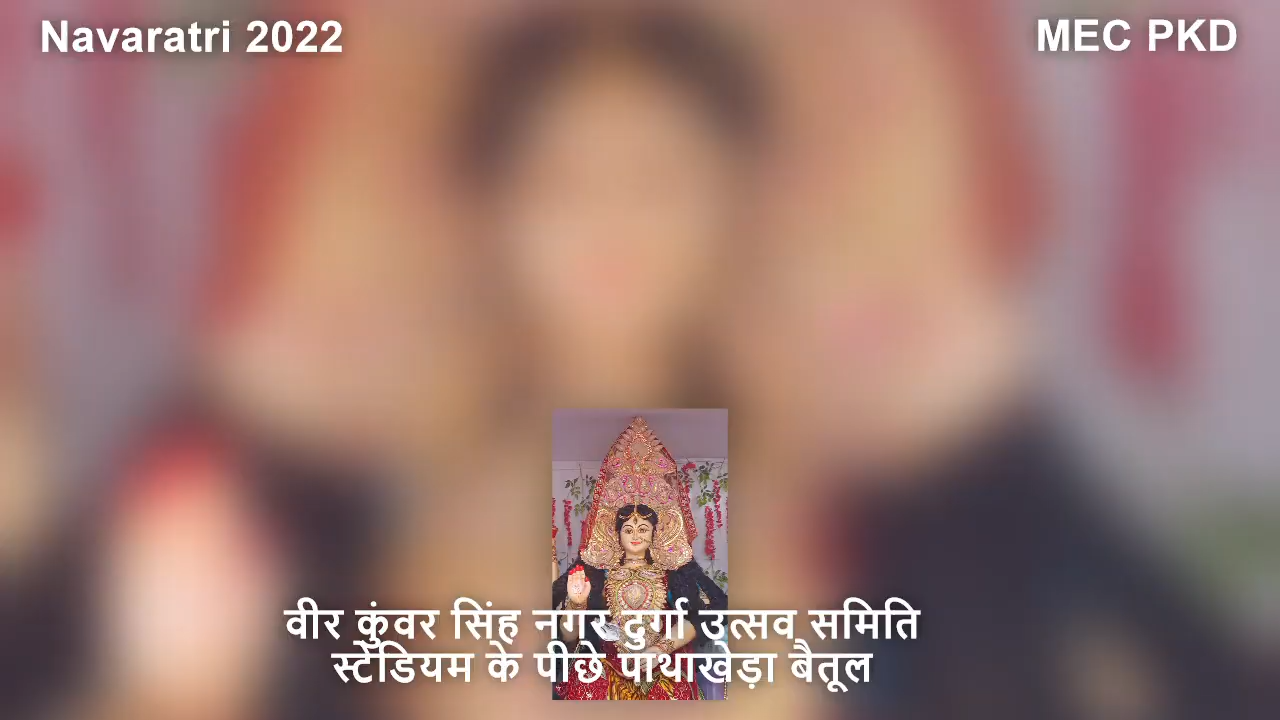 Navaratri 2022
MEC PKD
वीर कुंवर सिंह नगर दुर्गा उत्सव समिति
स्टेडियम के पीछे पाथाखेड़ा बैतूल